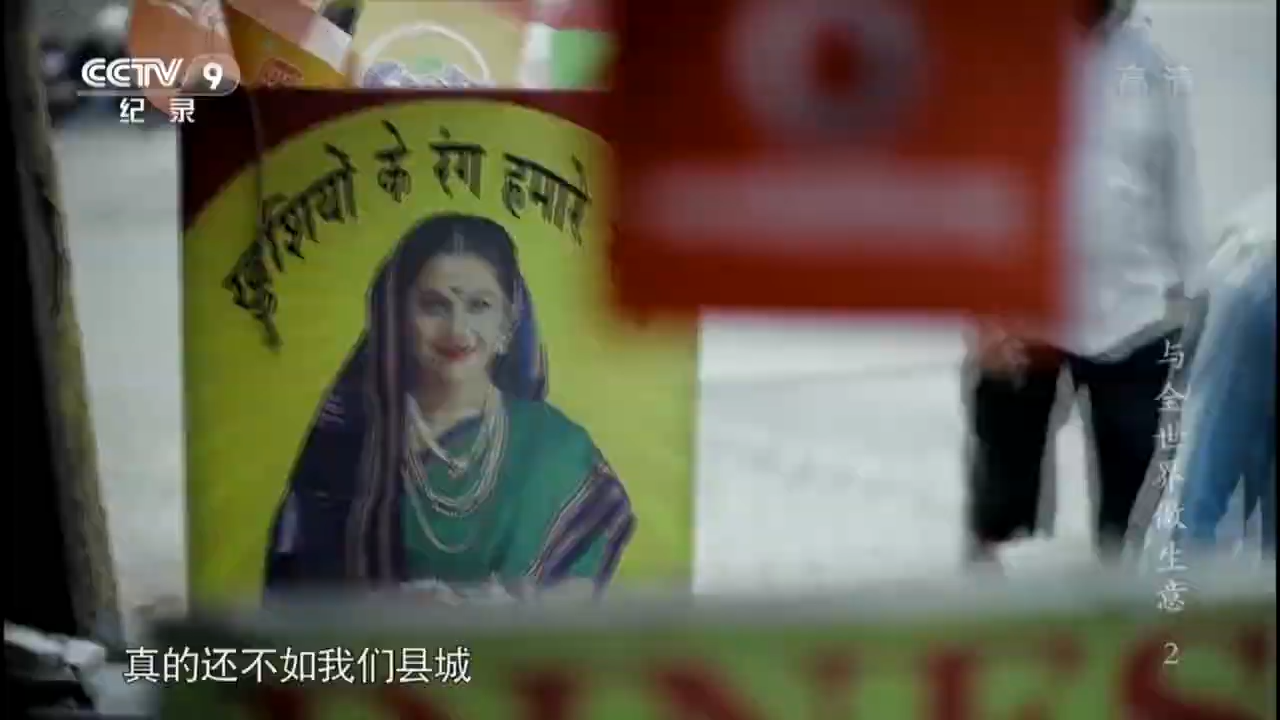 CCTV 9
纪录
高清
खुशियों के रंग हमारे
与全世界做生意 2
真的还不如我们县城